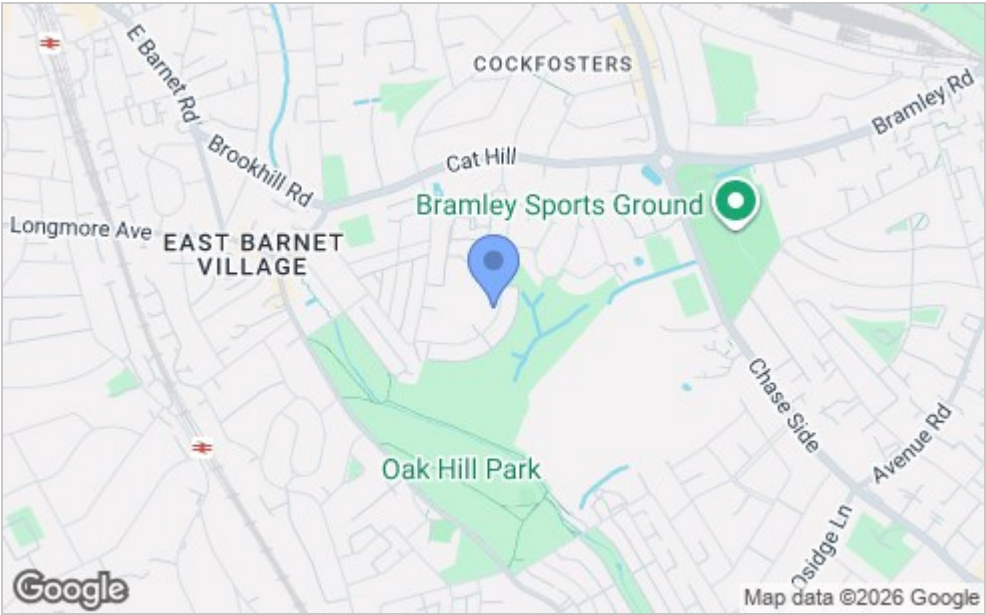 E Barnet Rd
COCKFOSTERS
Bramley Rd
Brookhill Rd
Cat Hill
Bramley Sports Ground
Longmore Ave
EAST BARNET
VILLAGE
Chase Side
Avenue Rd
Oak Hill Park
Osidge Ln
Google
Map data ©2026 Google